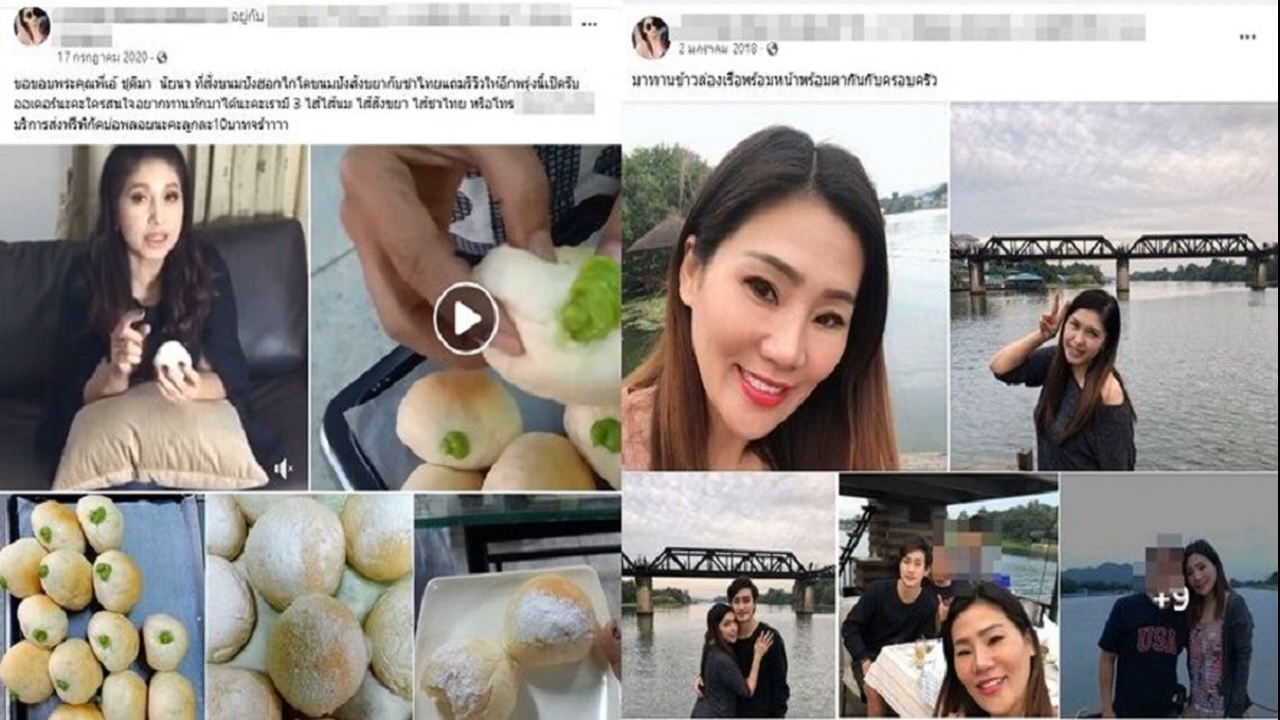 อยู่กับ
17 กรกฎาคม 2020
ขอขอบพระคุณพี่เอ๋ ชุติมา นัยนา ที่สั่งขนมปังฮอกไกโดขนมปังสังขยากับชาไทยแถมรีวิวให้อีกพรุ่งนี้เปิดรับ
ออเดอร์นะคะใครสนใจอยากทานทักมาได้นะคะเรามี 3 ไส้ไส้นม ไส้สังขยา ไส้ชาไทย หรือโทร
บริการส่งฟรีที่กัดบ่อพลอยนะคะลูกละ10บาทจร้าาาา
2 มกราคม 2018
มาทานข้าวล่องเรือพร้อมหน้าพร้อมตากันกับครอบครัว
USA
+9